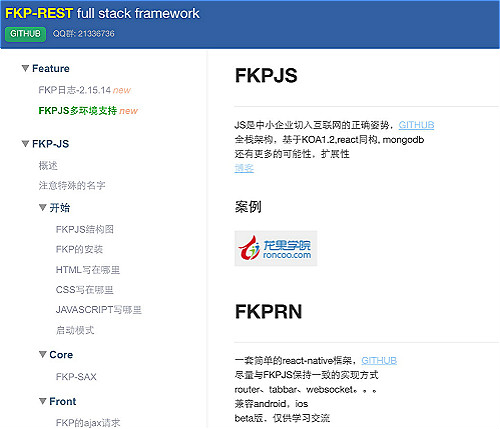 FKP-REST full stack framework
GITHUB QQ群: 21336736
Feature
FKP日志-2.15.14 new
FKPJS多环境支持 new
FKP-JS
概述
注意特殊的名字
开始
FKPJS结构图
FKP的安装
HTML写在哪里
CSS写在哪里
JAVASCRIPT写哪里
启动模式
Core
FKP-SAX
Front
FKP的ajax请求
FKPJS
JS是中小企业切入互联网的正确姿势，GITHUB
全栈架构，基于KOA1.2,react同构, mongodb
还有更多的可能性，扩展性
博客
案例
龙果学院
roncoo.com
FKPRN
一套简单的react-native框架，GITHUB
尽量与FKPJS保持一致的实现方式
router、tabbar、websocket。。。
兼容android，ios
beta版，仅供学习交流